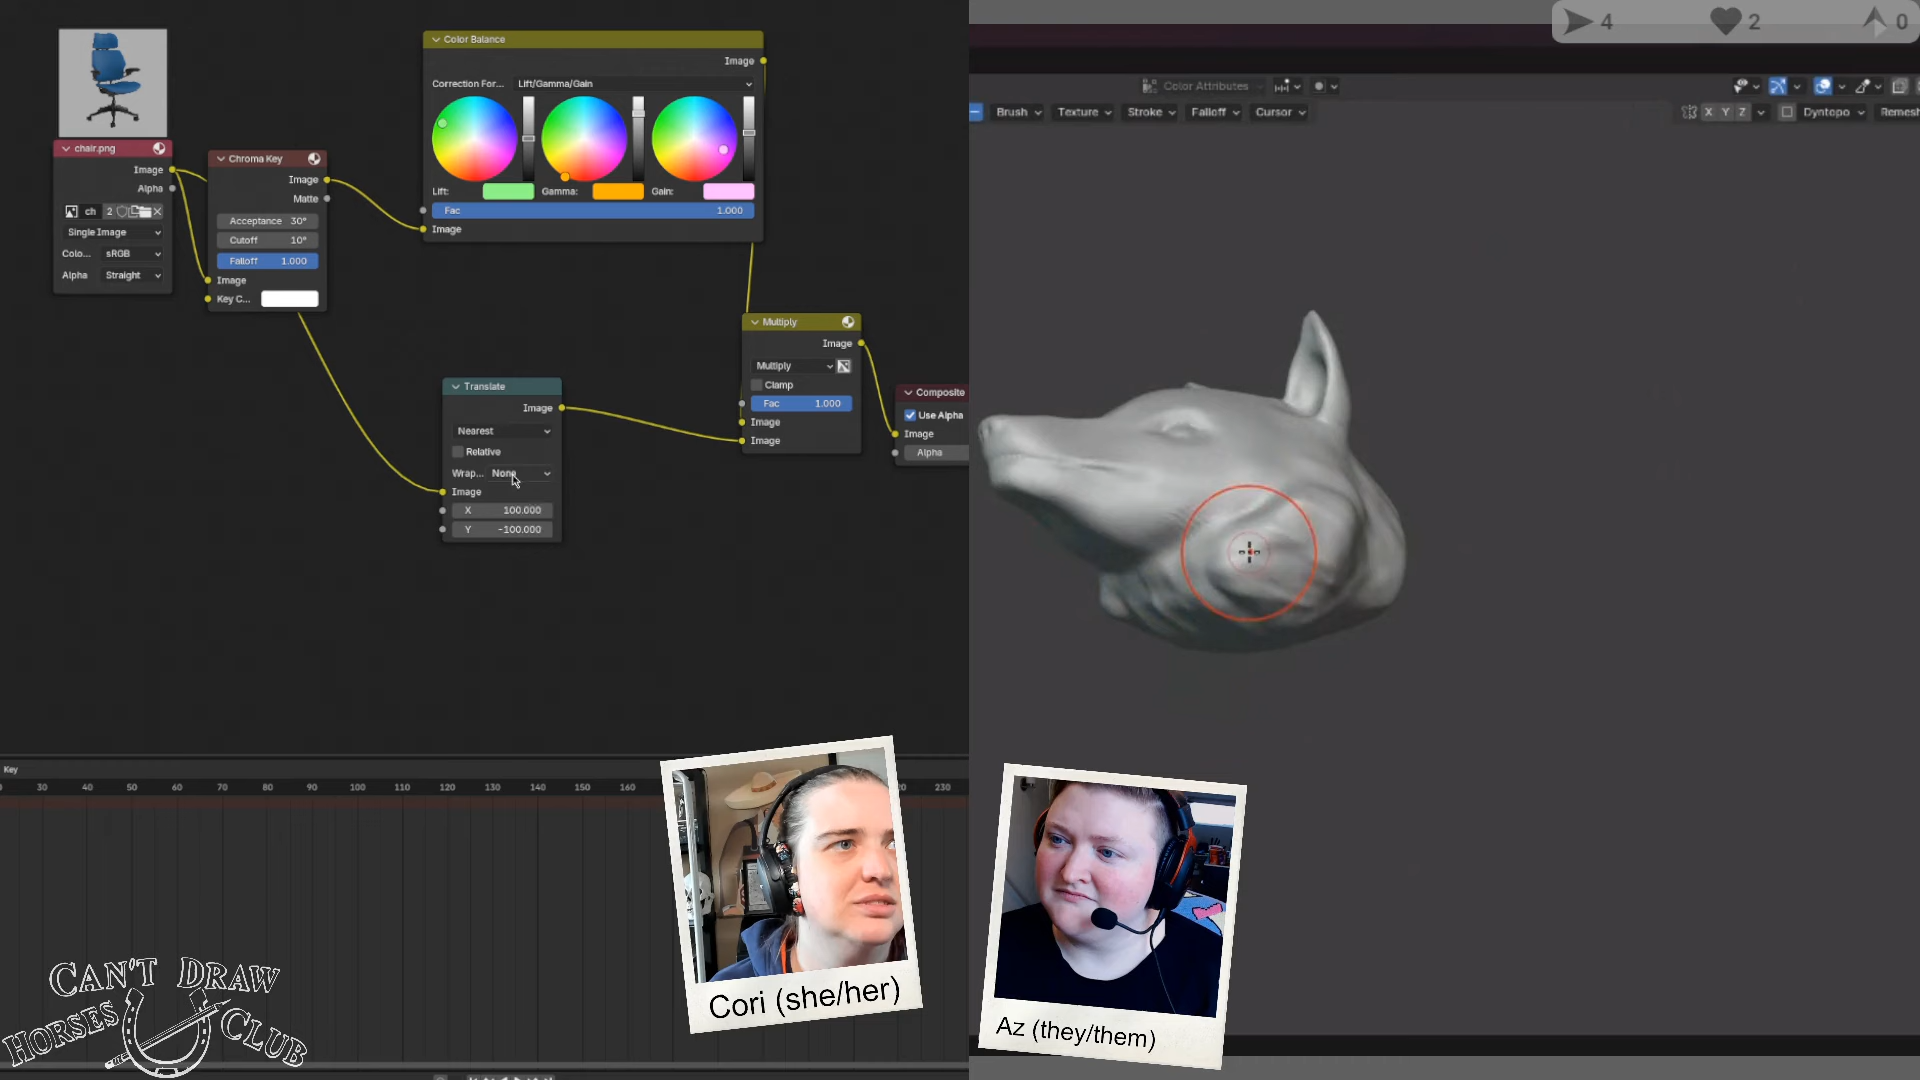 chair.png
Image
Alpha
ch 2
Single Image
Colo... sRGB
Alpha Straight
Chroma Key
Image
Matte
Acceptance 30°
Cutoff 10°
Falloff 1.000
Image
Key C...
Color Balance
Image
Correction For... Lift/Gamma/Gain
Lift: Gamma: Gain:
Fac 1.000
Image
Translate
Image
Nearest
Relative
Wrap... None
Image
X 100.000
Y -100.000
Multiply
Image
Multiply
Clamp
Fac 1.000
Image
Image
Composite
Use Alpha
Image
Alpha
Key
30 40 50 60 70 80 90 100 110 120 130 140 150 160 230
4 2 0
Color Attributes
Brush Texture Stroke Falloff Cursor X Y Z Dyntopo Remesh
Cori (she/her)
Az (they/them)
CAN'T DRAW
HORSES CLUB